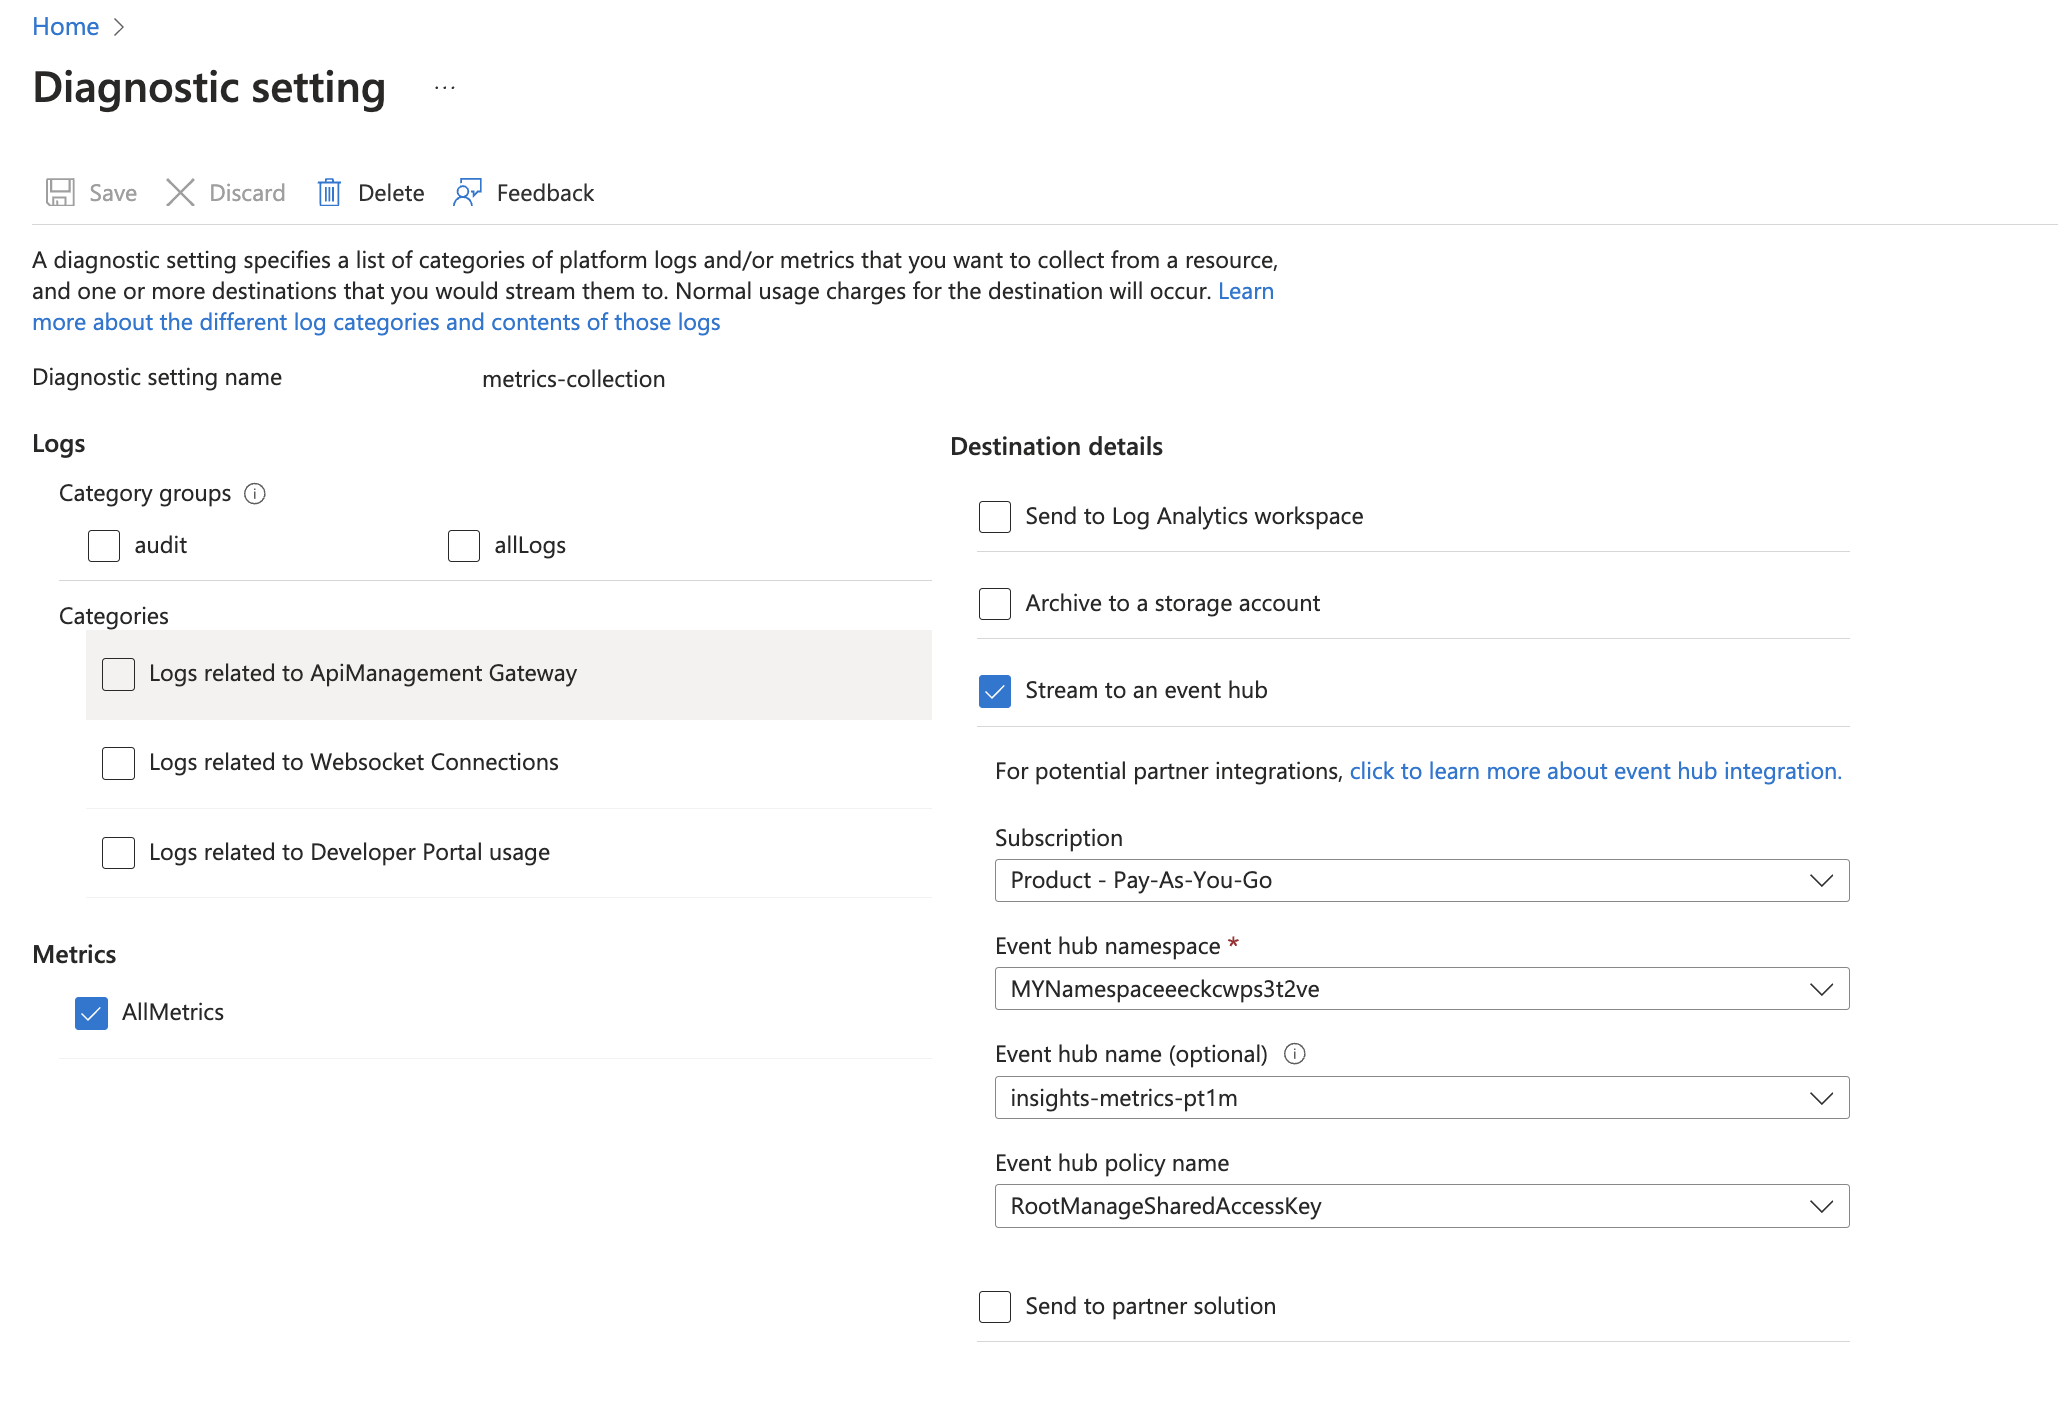 Home
Diagnostic setting
Save Discard Delete Feedback
A diagnostic setting specifies a list of categories of platform logs and/or metrics that you want to collect from a resource,
and one or more destinations that you would stream them to. Normal usage charges for the destination will occur. Learn
more about the different log categories and contents of those logs
Diagnostic setting name metrics-collection
Logs
Category groups
audit allLogs
Categories
Logs related to ApiManagement Gateway
Logs related to Websocket Connections
Logs related to Developer Portal usage
Metrics
AllMetrics
Destination details
Send to Log Analytics workspace
Archive to a storage account
Stream to an event hub
For potential partner integrations, click to learn more about event hub integration.
Subscription
Product - Pay-As-You-Go
Event hub namespace *
MYNamespaceeeckcwps3t2ve
Event hub name (optional)
insights-metrics-pt1m
Event hub policy name
RootManageSharedAccessKey
Send to partner solution